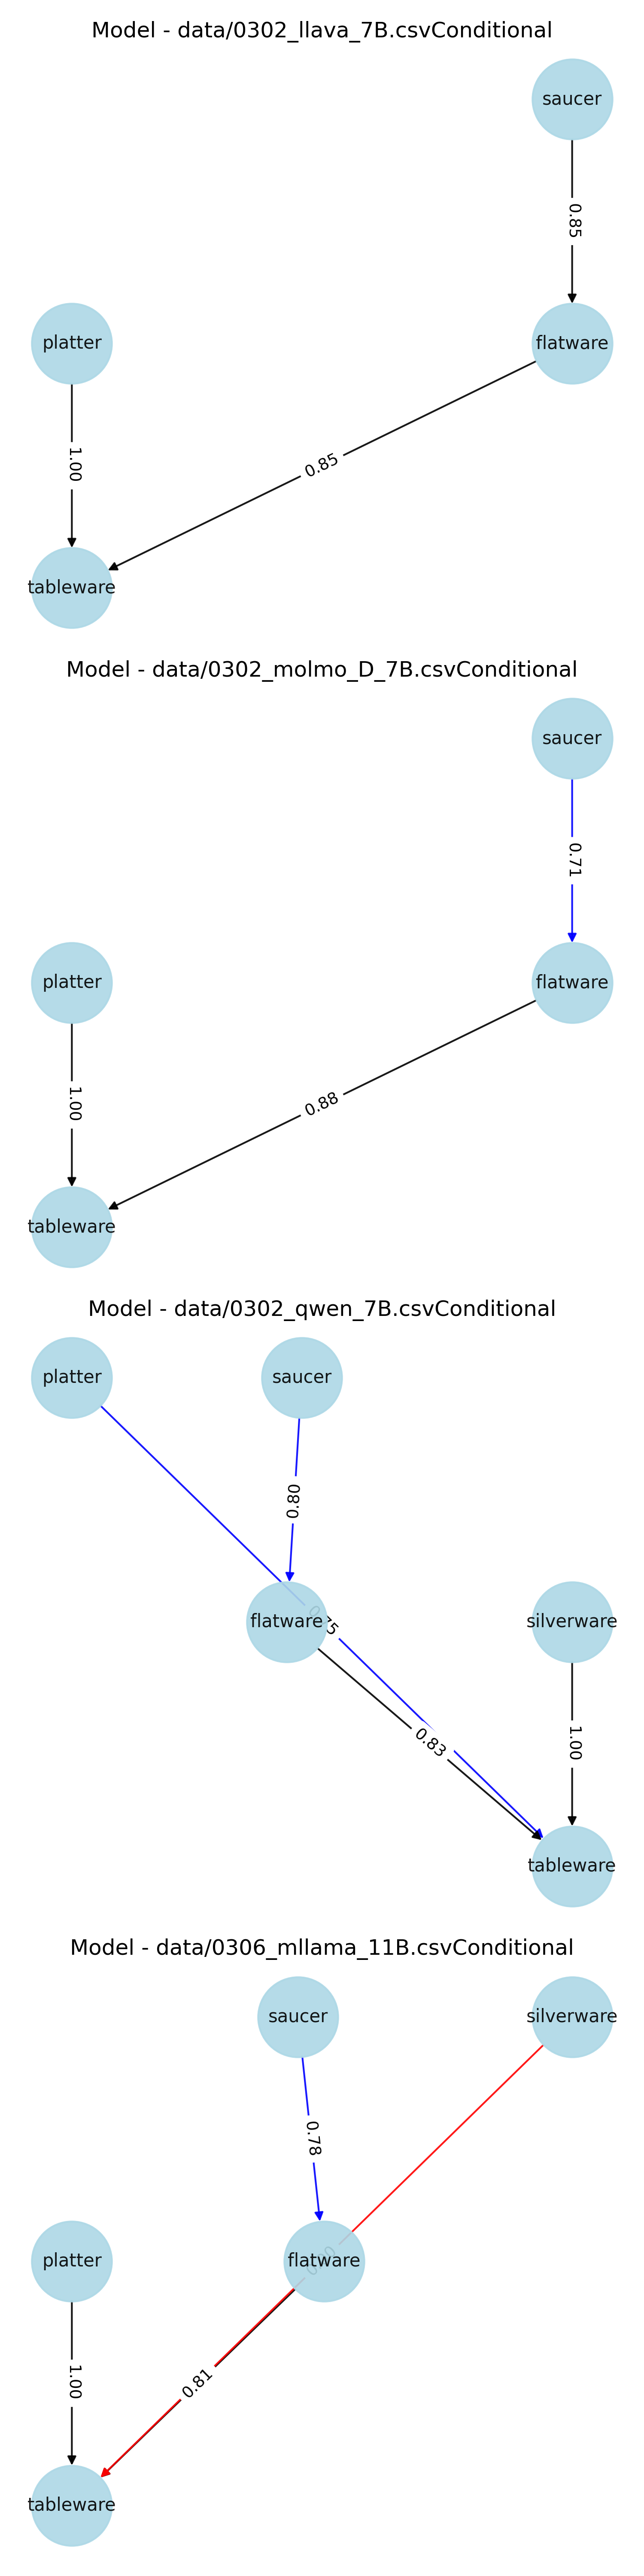 Model - data/0302_llava_7B.csvConditional
saucer
0.85
platter
flatware
1.00
0.85
tableware
Model - data/0302_molmo_D_7B.csvConditional
saucer
0.71
platter
flatware
1.00
0.88
tableware
Model - data/0302_qwen_7B.csvConditional
platter
saucer
0.80
flatware
0.75
silverware
0.83
1.00
tableware
Model - data/0306_mllama_11B.csvConditional
saucer
silverware
0.78
platter
flatware
1.00
0.81
tableware